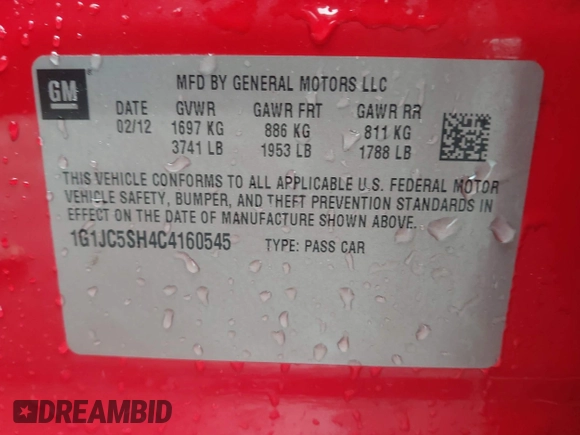 GM
MFD BY GENERAL MOTORS LLC
DATE GVWR GAWR FRT GAWR RR
02/12 1697 KG 886 KG 811 KG
3741 LB 1953 LB 1788 LB
THIS VEHICLE CONFORMS TO ALL APPLICABLE U.S. FEDERAL MOTOR
VEHICLE SAFETY, BUMPER, AND THEFT PREVENTION STANDARDS IN
EFFECT ON THE DATE OF MANUFACTURE SHOWN ABOVE.
1G1JC5SH4C4160545 TYPE: PASS CAR
DREAMBID